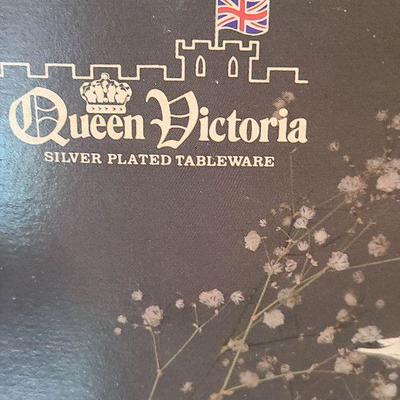 Queen Victoria
SILVER PLATED TABLEWARE